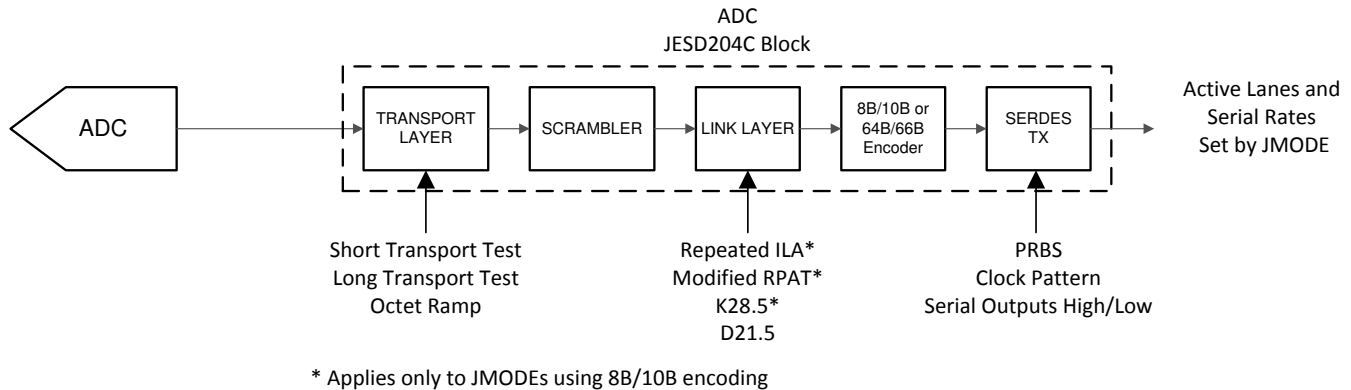 ADC
JESD204C Block
ADC
TRANSPORT
LAYER
SCRAMBLER
LINK LAYER
8B/10B or
64B/66B
Encoder
SERDES
TX
Active Lanes and
Serial Rates
Set by JMODE
Short Transport Test
Long Transport Test
Octet Ramp
Repeated ILA*
Modified RPAT*
K28.5*
D21.5
PRBS
Clock Pattern
Serial Outputs High/Low
* Applies only to JMODEs using 8B/10B encoding